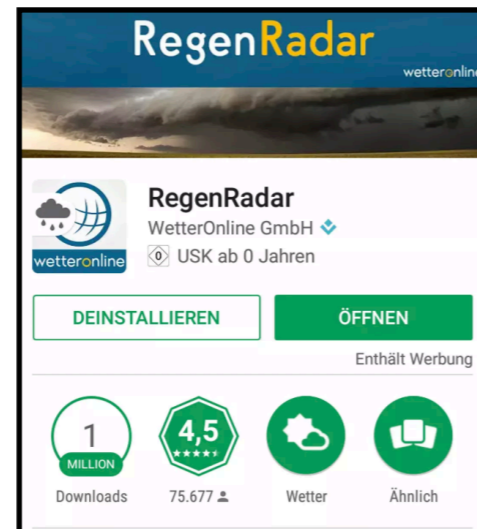 RegenRadar
wetteronline
RegenRadar
WetterOnline GmbH
0 USK ab 0 Jahren
wetteronline
DEINSTALLIEREN
ÖFFNEN
Enthält Werbung
1
MILLION
4,5
Downloads
75.677
Wetter
Ähnlich